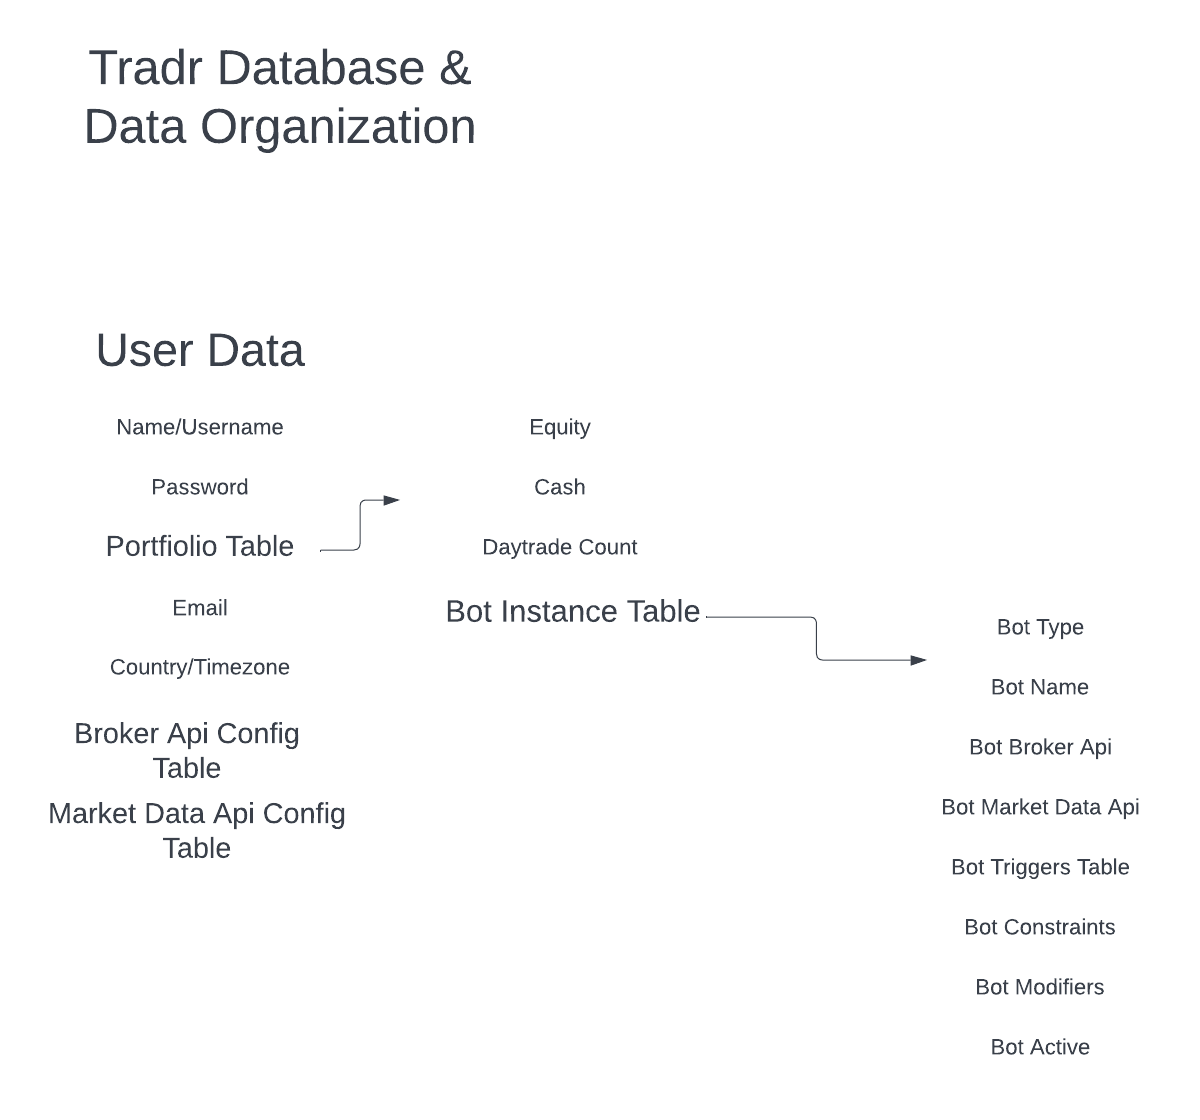 Tradr Database &
Data Organization
User Data
Name/Username
Password
Portfiolio Table
Email
Country/Timezone
Broker Api Config
Table
Market Data Api Config
Table
Equity
Cash
Daytrade Count
Bot Instance Table
Bot Type
Bot Name
Bot Broker Api
Bot Market Data Api
Bot Triggers Table
Bot Constraints
Bot Modifiers
Bot Active